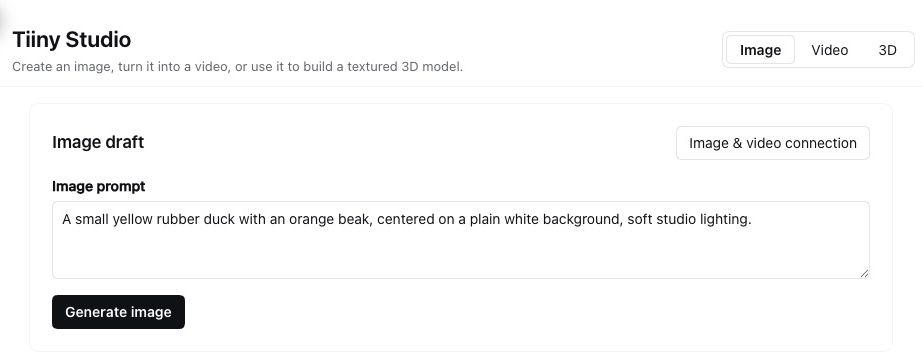 Tiiny Studio
Create an image, turn it into a video, or use it to build a textured 3D model.
Image Video 3D
Image draft
Image & video connection
Image prompt
A small yellow rubber duck with an orange beak, centered on a plain white background, soft studio lighting.
Generate image